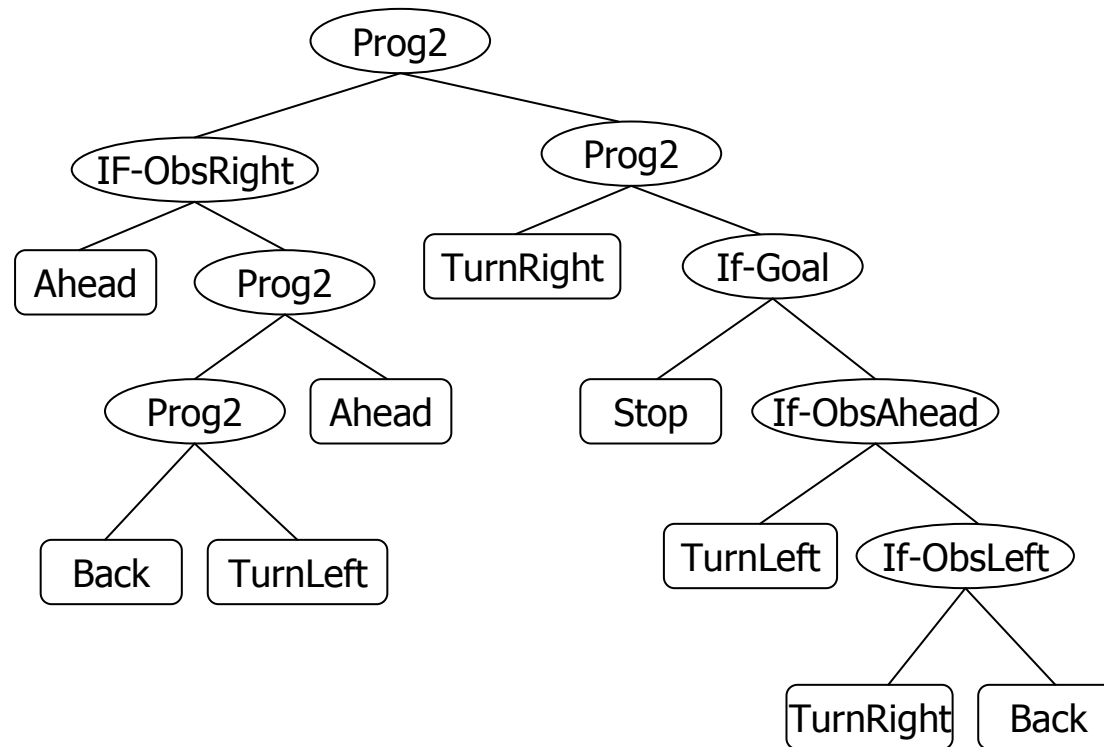 Prog2
IF-ObsRight
Prog2
Ahead
Prog2
TurnRight
If-Goal
Prog2
Ahead
Stop
If-ObsAhead
Back
TurnLeft
TurnLeft
If-ObsLeft
TurnRight
Back